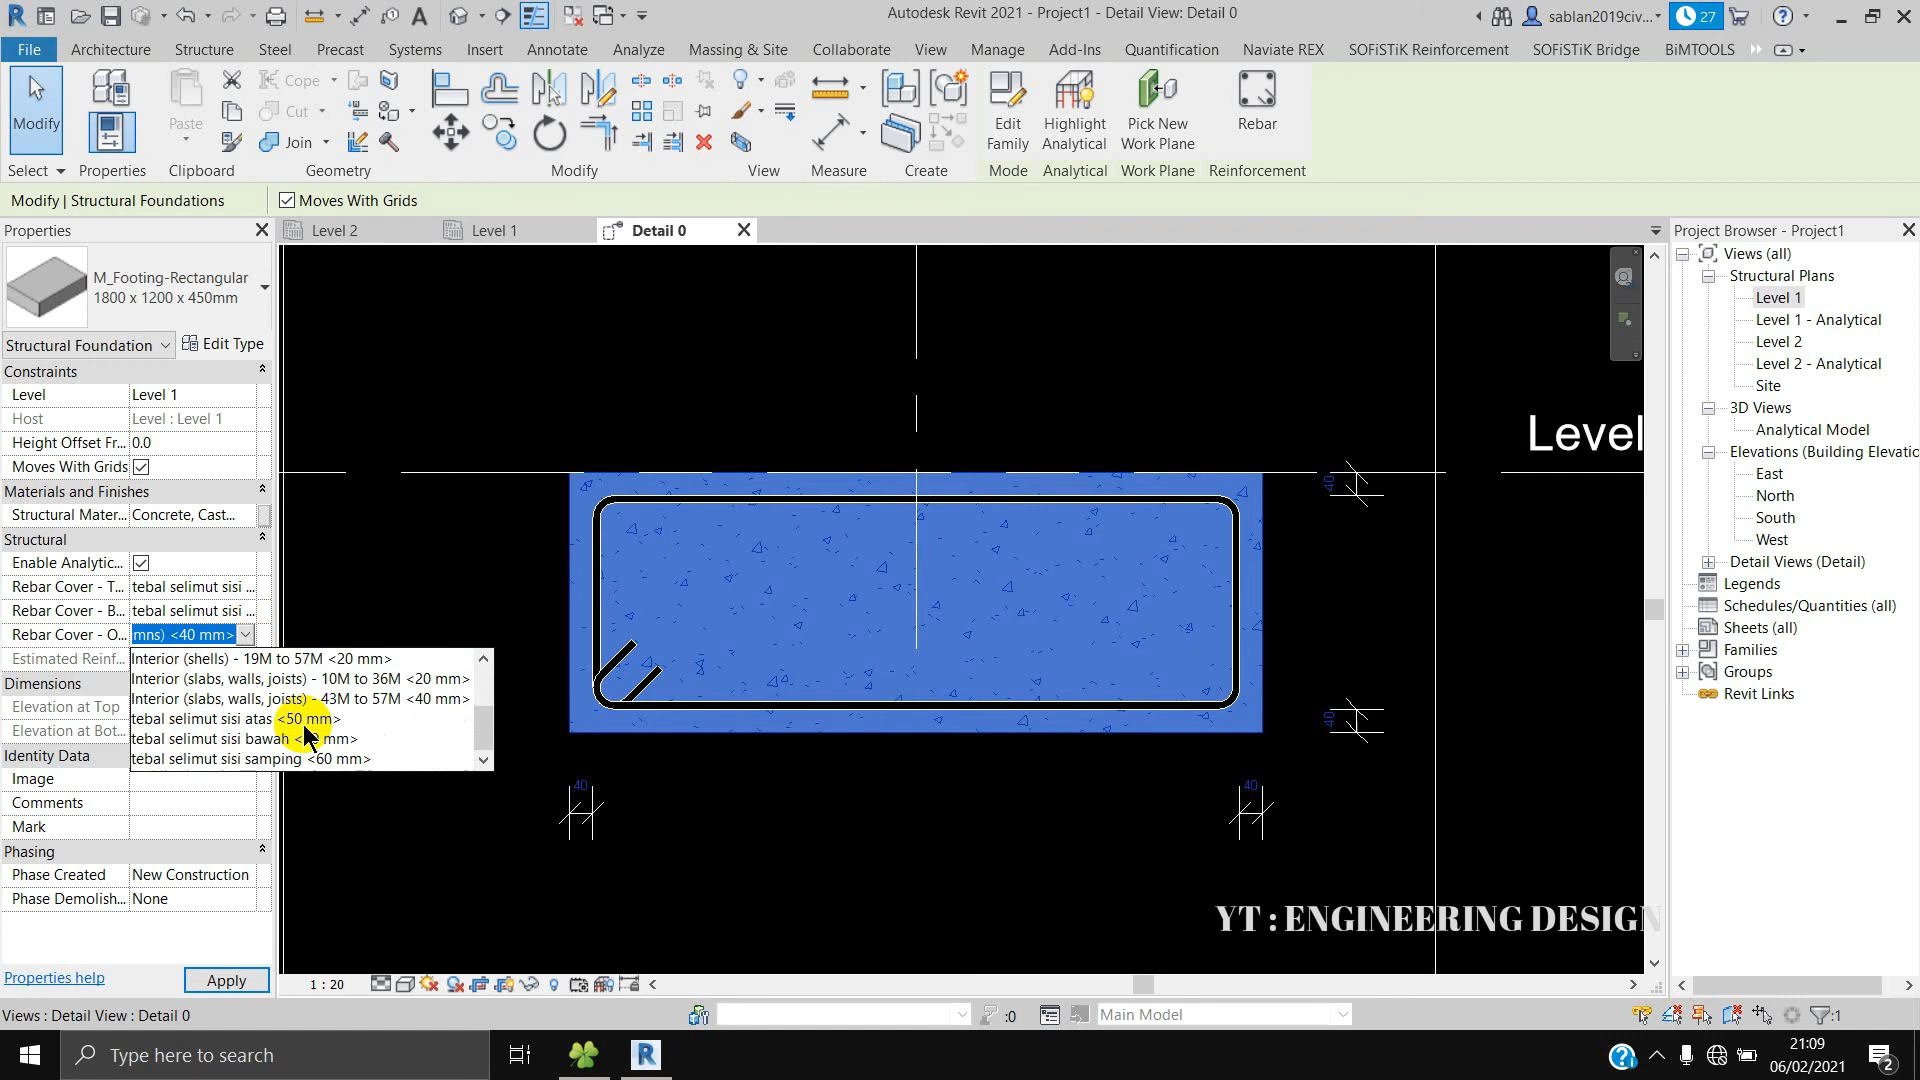 Autodesk Revit 2021 - Project1 - Detail View: Detail 0
sablan2019civ...
27
File
Architecture
Structure
Steel
Precast
Systems
Insert
Annotate
Analyze
Massing & Site
Collaborate
View
Manage
Add-Ins
Quantification
Naviate REX
SOFiSTiK Reinforcement
SOFiSTiK Bridge
BiMTOOLS
Modify
Paste
Cope
Cut
Join
Edit
Family
Highlight
Analytical
Pick New
Work Plane
Rebar
Select
Properties
Clipboard
Geometry
Modify
View
Measure
Create
Mode
Analytical
Work Plane
Reinforcement
Modify | Structural Foundations
Moves With Grids
Properties
M_Footing-Rectangular
1800 x 1200 x 450mm
Structural Foundation
Edit Type
Constraints
Level
Level 1
Host
Level : Level 1
Height Offset Fr...
0.0
Moves With Grids
Materials and Finishes
Structural Mater...
Concrete, Cast...
Structural
Enable Analytic...
Rebar Cover - T...
tebal selimut sisi ...
Rebar Cover - B...
tebal selimut sisi ...
Rebar Cover - O...
mns) <40 mm>
Estimated Reinf...
Interior (shells) - 19M to 57M <20 mm>
Interior (slabs, walls, joists) - 10M to 36M <20 mm>
Interior (slabs, walls, joists) - 43M to 57M <40 mm>
tebal selimut sisi atas <50 mm>
tebal selimut sisi bawah < mm>
tebal selimut sisi samping <60 mm>
Dimensions
Elevation at Top
Elevation at Bot...
Identity Data
Image
Comments
Mark
Phasing
Phase Created
New Construction
Phase Demolish...
None
Properties help
Apply
Level 2
Level 1
Detail 0
Level
40
40
40
40
YT : ENGINEERING DESIGN
1 : 20
Project Browser - Project1
Views (all)
Structural Plans
Level 1
Level 1 - Analytical
Level 2
Level 2 - Analytical
Site
3D Views
Analytical Model
Elevations (Building Elevatio
East
North
South
West
Detail Views (Detail)
Legends
Schedules/Quantities (all)
Sheets (all)
Families
Groups
Revit Links
Views : Detail View : Detail 0
:0
Main Model
:1
Type here to search
21:09
06/02/2021
2